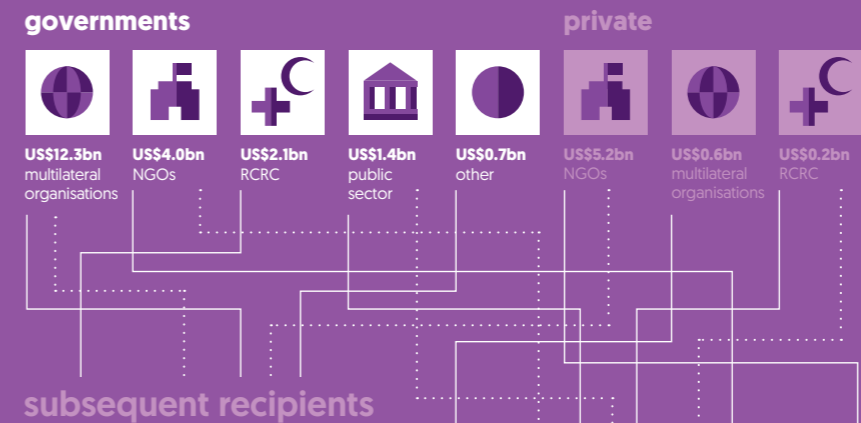 governments
private
US$12.3bn
multilateral
organisations
US$4.0bn
NGOs
US$2.1bn
RCRC
US$1.4bn
public
sector
US$0.7bn
other
US$5.2bn
NGOs
US$0.6bn
multilateral
organisations
US$0.2bn
RCRC
subsequent recipients